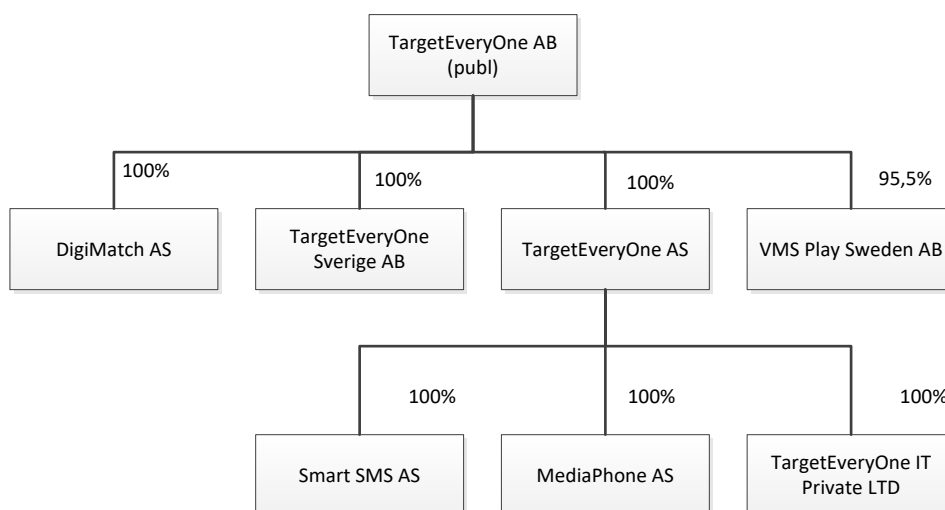 TargetEveryOne AB
(publ)
100%
100%
100%
95,5%
DigiMatch AS
TargetEveryOne
Sverige AB
TargetEveryOne AS
VMS Play Sweden AB
100%
100%
100%
Smart SMS AS
MediaPhone AS
TargetEveryOne IT
Private LTD